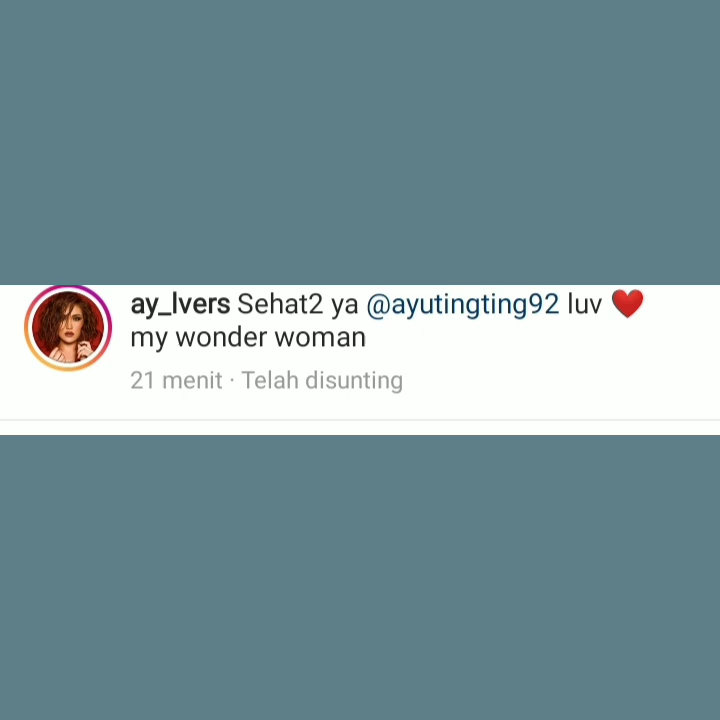 ay_lvers Sehat2 ya @ayutingting92 luv ❤️
my wonder woman
21 menit · Telah disunting